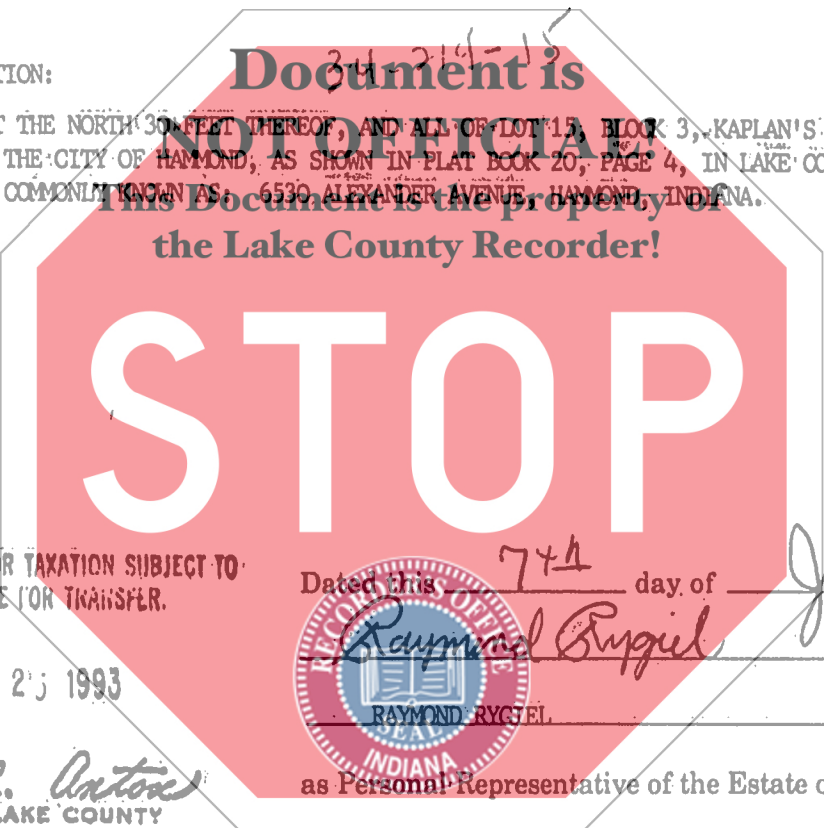 34-214-15
Document is
TION:
THE NORTH 30 FEET THEREOF, AND ALL OF LOT 15, BLOCK 3, KAPLAN'S
NOT OFFICIAL!
THE CITY OF HAMMOND, AS SHOWN IN PLAT BOOK 20, PAGE 4, IN LAKE CO
COMMONLY KNOWN AS: 6530 ALEXANDER AVENUE, HAMMOND, INDIANA.
This Document is the property of
the Lake County Recorder!
STOP
R TAXATION SUBJECT TO
E FOR TRANSFER.
Dated this 7th day of J
Raymond Rygiel
1993
RAYMOND RYGIEL
RECORDERS OFFICE
SEAL
INDIANA
Anton
LAKE COUNTY
as Personal Representative of the Estate o